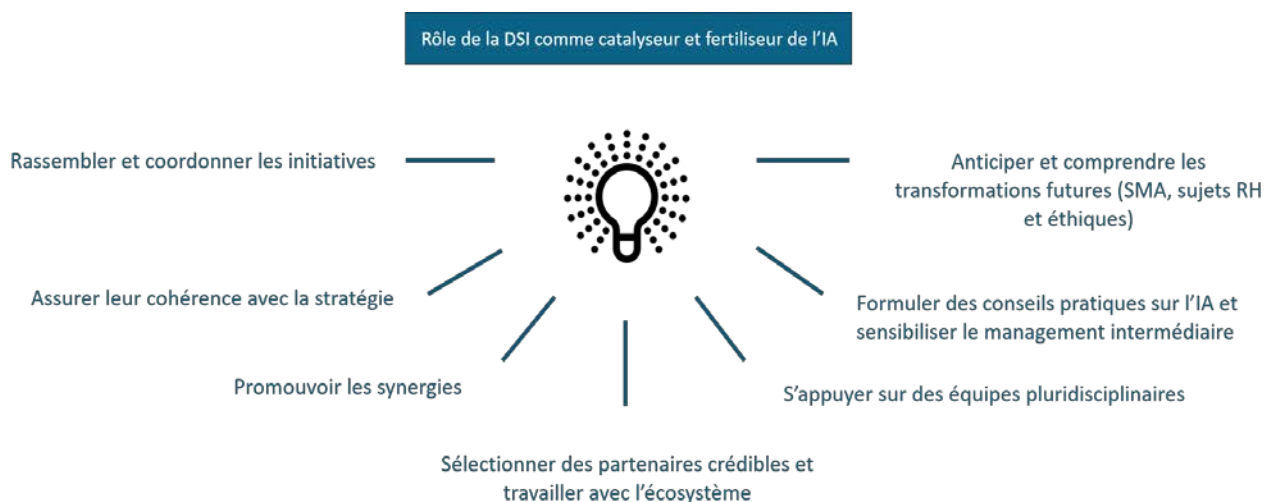 Rôle de la DSI comme catalyseur et fertiliseur de l’IA
Rassembler et coordonner les initiatives
Assurer leur cohérence avec la stratégie
Promouvoir les synergies
Sélectionner des partenaires crédibles et
travailler avec l’écosystème
S’appuyer sur des équipes pluridisciplinaires
Formuler des conseils pratiques sur l’IA et
sensibiliser le management intermédiaire
Anticiper et comprendre les
transformations futures (SMA, sujets RH
et éthiques)